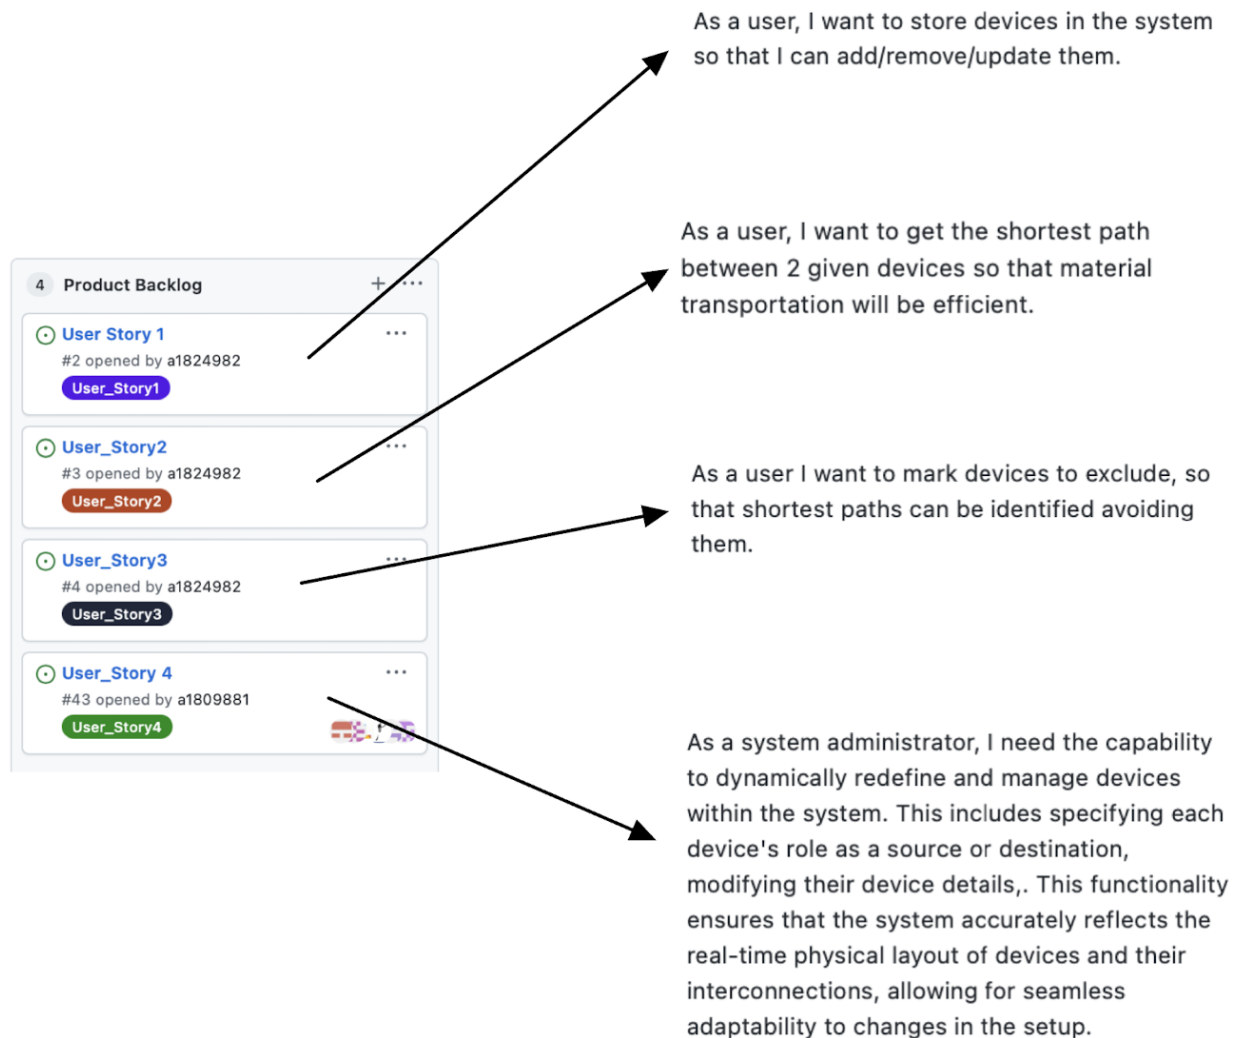 As a user, I want to store devices in the system
so that I can add/remove/update them.
As a user, I want to get the shortest path
between 2 given devices so that material
transportation will be efficient.
4 Product Backlog
User Story 1
#2 opened by a1824982
User_Story1
User_Story2
#3 opened by a1824982
User_Story2
User_Story3
#4 opened by a1824982
User_Story3
User_Story 4
#43 opened by a1809881
User_Story4
As a user I want to mark devices to exclude, so
that shortest paths can be identified avoiding
them.
As a system administrator, I need the capability
to dynamically redefine and manage devices
within the system. This includes specifying each
device's role as a source or destination,
modifying their device details,. This functionality
ensures that the system accurately reflects the
real-time physical layout of devices and their
interconnections, allowing for seamless
adaptability to changes in the setup.